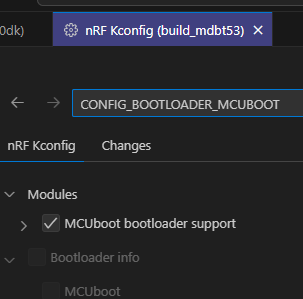 0dk)
nRF Kconfig (build_mdbt53)
CONFIG_BOOTLOADER_MCUBOOT
nRF Kconfig Changes
Modules
MCUboot bootloader support
Bootloader info
MCUboot